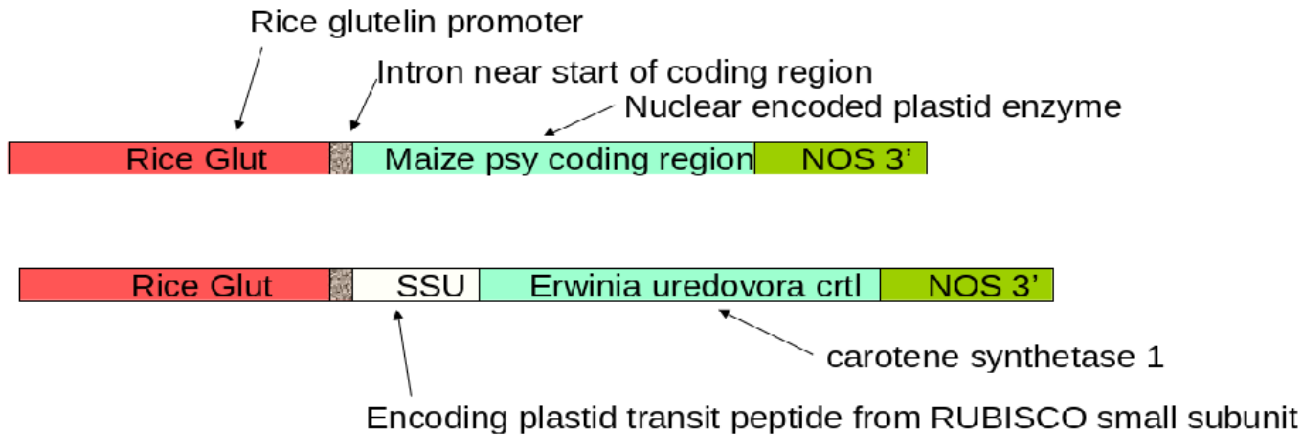 Rice glutelin promoter
Intron near start of coding region
Nuclear encoded plastid enzyme
Rice Glut Maize psy coding region NOS 3’
Rice Glut SSU Erwinia uredovora crtl NOS 3’
carotene synthetase 1
Encoding plastid transit peptide from RUBISCO small subunit